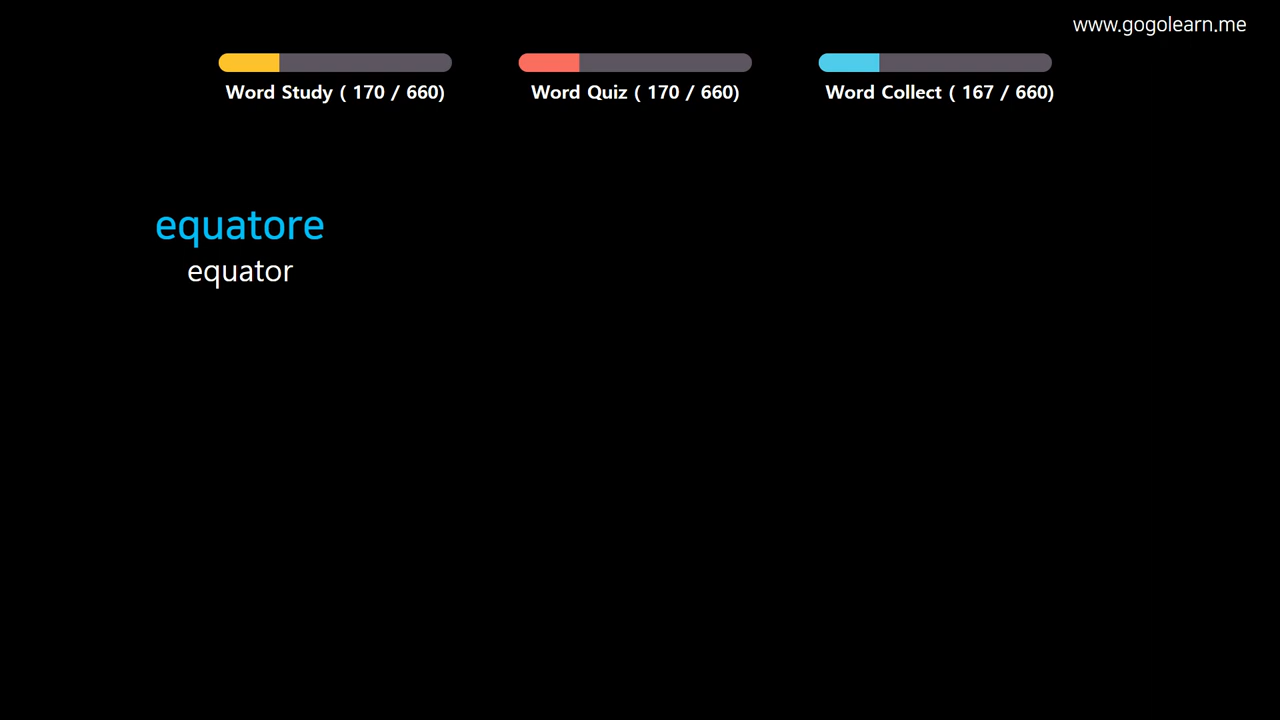 www.gogolearn.me
Word Study ( 170 / 660)
Word Quiz ( 170 / 660)
Word Collect ( 167 / 660)
equatore
equator